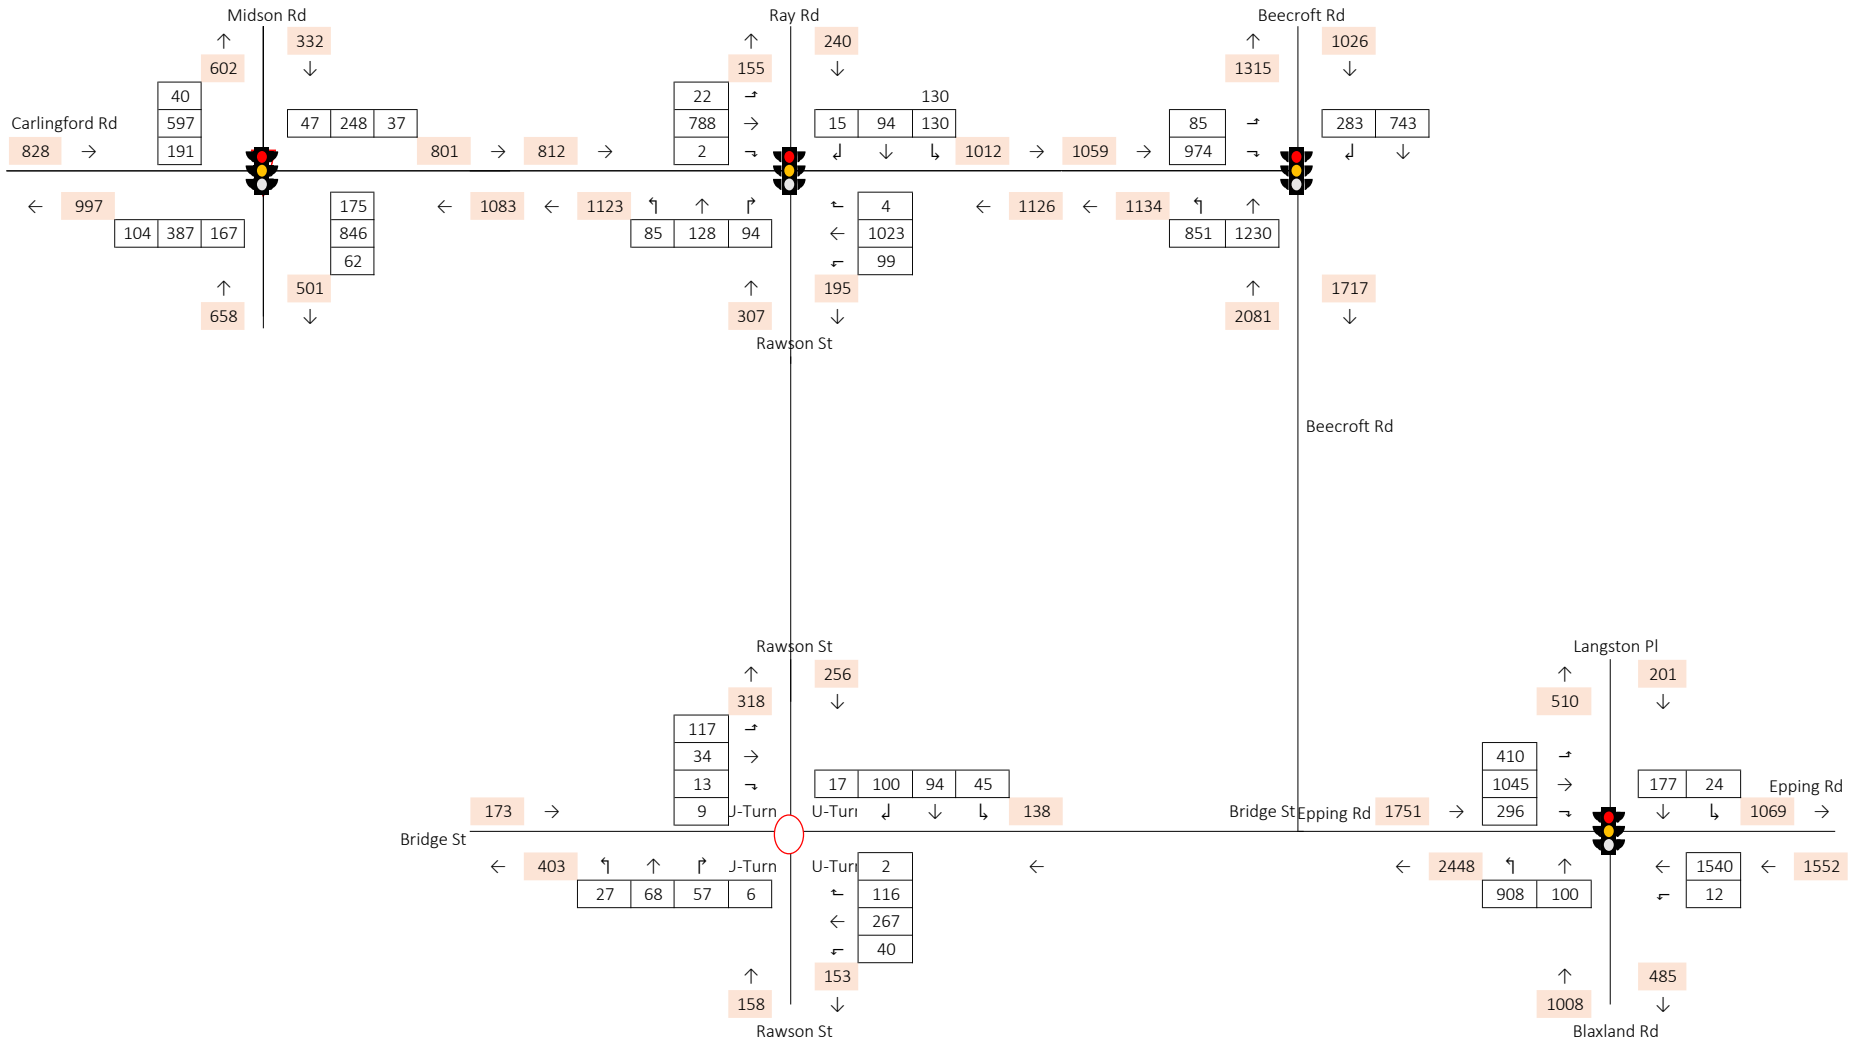 Midson Rd Ray Rd Beecroft Rd
↑ 332 ↑ 240 ↑ 1026
602 ↓ 155 ↓ 1315 ↓
40 22 130
Carlingford Rd 597 47 248 37 788 → 15 94 130 85 283 743
828 → 191 801 → 812 → 2 1012 → 1059 → 974
← 997 175 ← 1083 ← 1123 ↑ 4 ← 1126 ← 1134 ↑
104 387 167 846 85 128 94 ← 1023 851 1230
62 99
↑ 501 ↑ 195 ↑ 1717
658 ↓ 307 ↓ 2081 ↓
Rawson St
Beecroft Rd
Rawson St Langston Pl
↑ 256 ↑ 201
318 ↓ 510 ↓
117
34 → 410
13 17 100 94 45 1045 → 177 24 Epping Rd
173 → 9 U-Turn U-Turn ↓ 138 Bridge St Epping Rd 1751 → 296 ↓ 1069 →
Bridge St
← 403 ↑ U-Turn U-Turn 2 ← ← 2448 ↑ ← 1540 ← 1552
27 68 57 6 116 908 100 12
← 267
40
↑ 153 ↑ 485
158 ↓ 1008 ↓
Rawson St Blaxland Rd